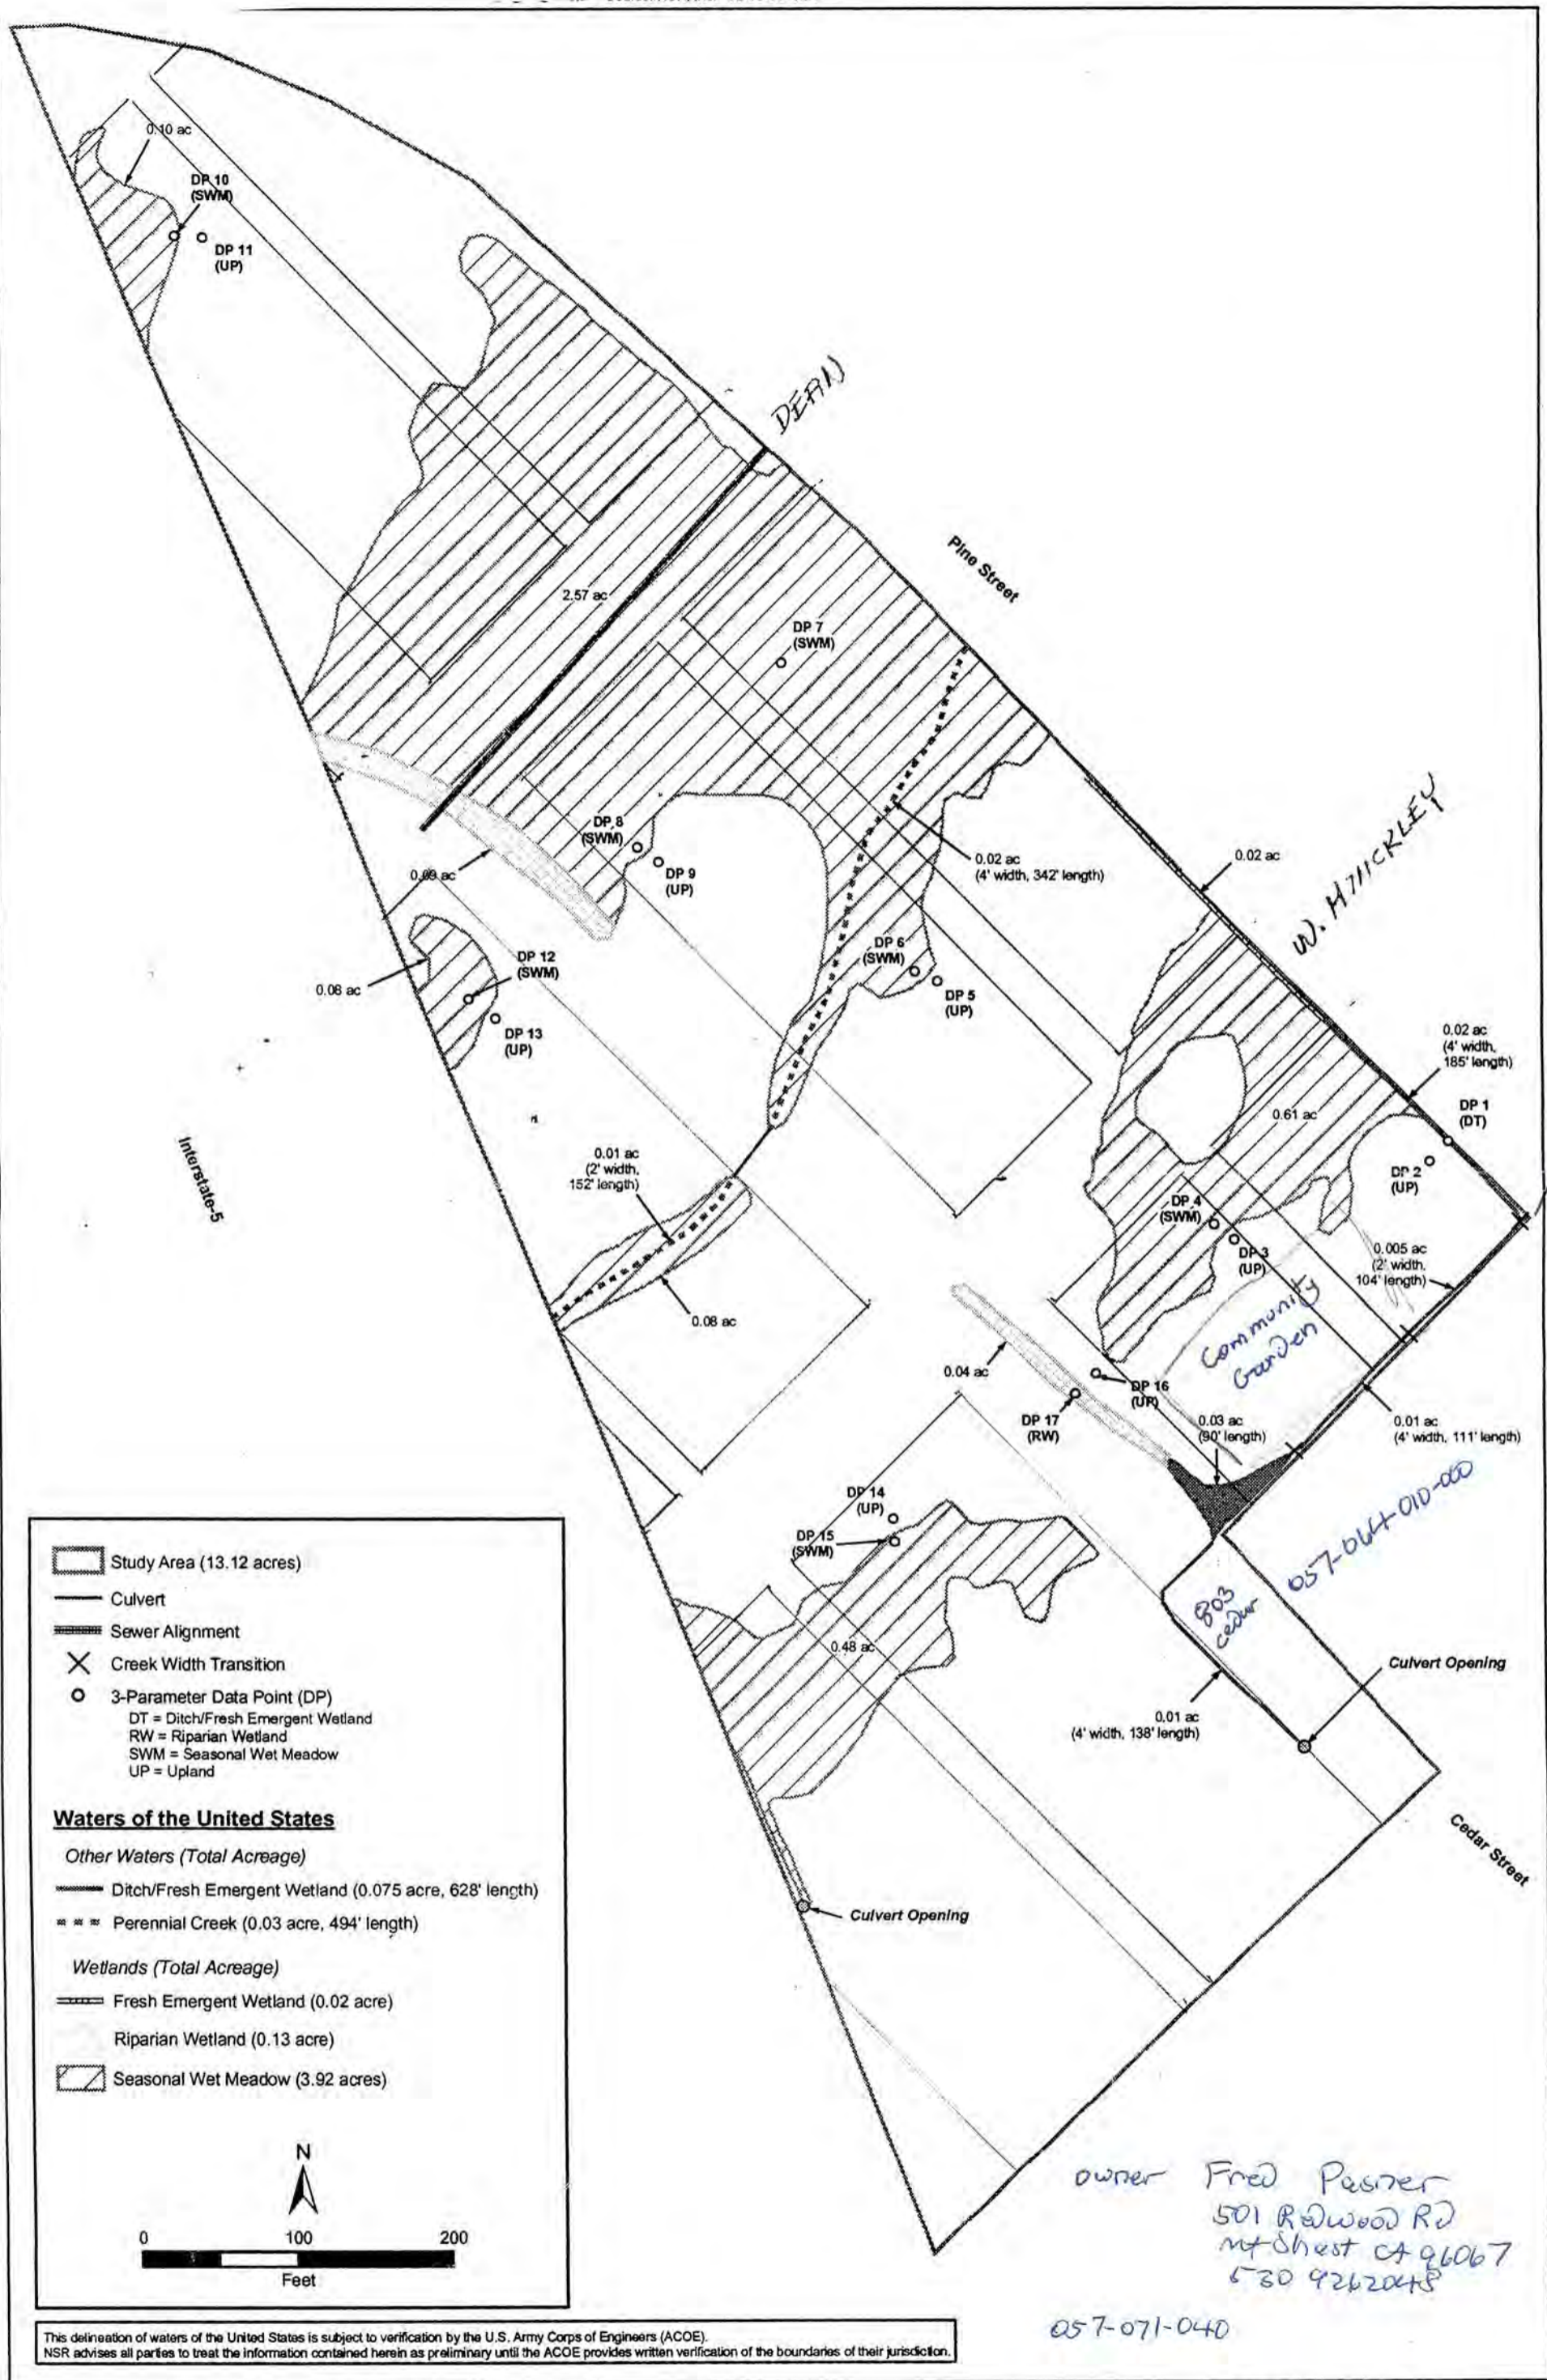 0.10 ac
DP 10
(SWM)
DP 11
(UP)
DEAN
Pine Street
2.57 ac
DP 7
(SWM)
DP 8
(SWM)
DP 9
(UP)
0.09 ac
0.02 ac
(4' width, 342' length)
0.02 ac
W. HINCKLEY
DP 6
(SWM)
DP 5
(UP)
DP 12
(SWM)
0.08 ac
DP 13
(UP)
0.02 ac
(4' width,
185' length)
DP 1
(DT)
0.61 ac
DP 2
(UP)
Interstate-5
0.01 ac
(2' width,
152' length)
DP 4
(SWM)
DP 3
(UP)
0.005 ac
(2' width,
104' length)
0.08 ac
Community
Garden
0.04 ac
DP 16
(UP)
DP 17
(RW)
0.03 ac
(90' length)
0.01 ac
(4' width, 111' length)
DP 14
(UP)
DP 15
(SWM)
057-064-010-000
803
cedar
0.48 ac
Culvert Opening
0.01 ac
(4' width, 138' length)
Cedar Street
Culvert Opening
Study Area (13.12 acres)
Culvert
Sewer Alignment
Creek Width Transition
3-Parameter Data Point (DP)
DT = Ditch/Fresh Emergent Wetland
RW = Riparian Wetland
SWM = Seasonal Wet Meadow
UP = Upland
Waters of the United States
Other Waters (Total Acreage)
Ditch/Fresh Emergent Wetland (0.075 acre, 628' length)
Perennial Creek (0.03 acre, 494' length)
Wetlands (Total Acreage)
Fresh Emergent Wetland (0.02 acre)
Riparian Wetland (0.13 acre)
Seasonal Wet Meadow (3.92 acres)
N
0 100 200
Feet
owner Fred
501 Redwood Rd
Mt Shast CA 96067
530 9262048
057-071-040
This delineation of waters of the United States is subject to verification by the U.S. Army Corps of Engineers (ACOE).
NSR advises all parties to treat the information contained herein as preliminary until the ACOE provides written verification of the boundaries of their jurisdiction.